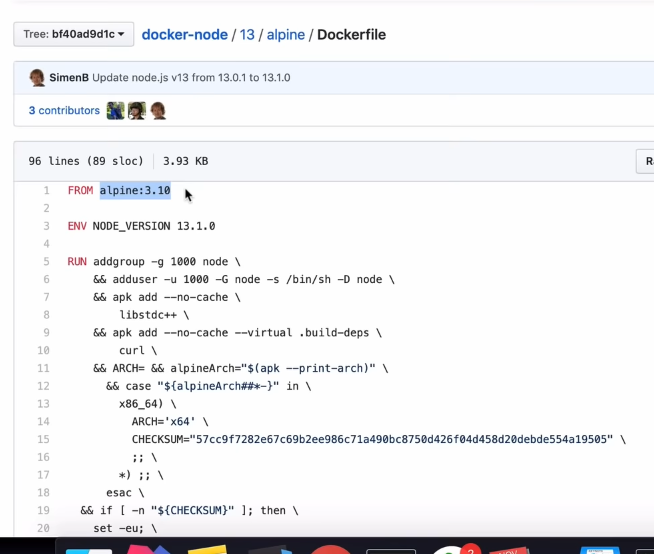 Tree: bf40ad9d1c
docker-node / 13 / alpine / Dockerfile
SimenB Update node.js v13 from 13.0.1 to 13.1.0
3 contributors
96 lines (89 sloc) 3.93 KB
1 FROM alpine:3.10
2
3 ENV NODE_VERSION 13.1.0
4
5 RUN addgroup -g 1000 node \
6 && adduser -u 1000 -G node -s /bin/sh -D node \
7 && apk add --no-cache \
8 libstdc++ \
9 && apk add --no-cache --virtual .build-deps \
10 curl \
11 && ARCH= && alpineArch="$(apk --print-arch)" \
12 && case "${alpineArch##*-}" in \
13 x86_64) \
14 ARCH='x64' \
15 CHECKSUM="57cc9f7282e67c69b2ee986c71a490bc8750d426f04d458d20debde554a19505" \
16 ;; \
17 *) ;; \
18 esac \
19 && if [ -n "${CHECKSUM}" ]; then \
20 set -eu; \
2